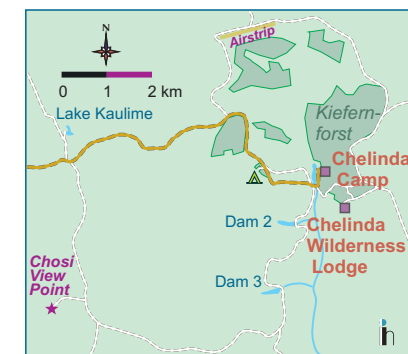 Airstrip
0 1 2 km
Lake Kaulime
Kiefern-
forst
Chelinda
Camp
Dam 2
Chelinda
Wilderness
Lodge
Chosi
View
Point
Dam 3